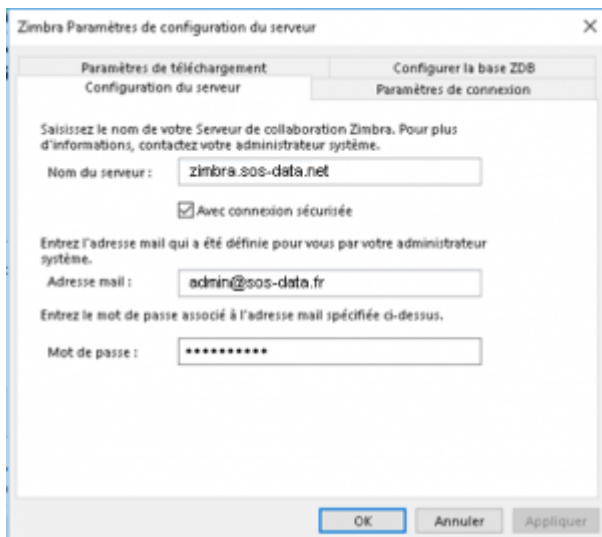 Zimbra Paramètres de configuration du serveur
Paramètres de téléchargement
Configurer la base ZDB
Configuration du serveur
Paramètres de connexion
Saisissez le nom de votre Serveur de collaboration Zimbra. Pour plus
d'informations, contactez votre administrateur système.
Nom du serveur :
zimbra.sos-data.net
Avec connexion sécurisée
Entrez l'adresse mail qui a été définie pour vous par votre administrateur
système.
Adresse mail :
admin@sos-data.fr
Entrez le mot de passe associé à l'adresse mail spécifiée ci-dessus.
Mot de passe :
••••••••••
OK
Annuler
Appliquer